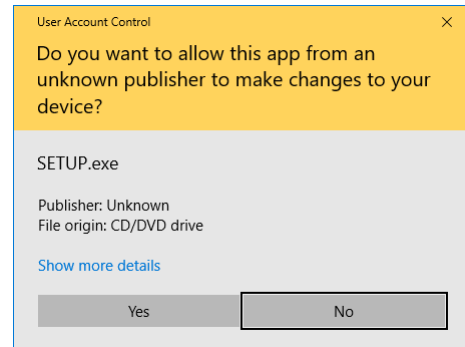 User Account Control
Do you want to allow this app from an
unknown publisher to make changes to your
device?
SETUP.exe
Publisher: Unknown
File origin: CD/DVD drive
Show more details
Yes
No